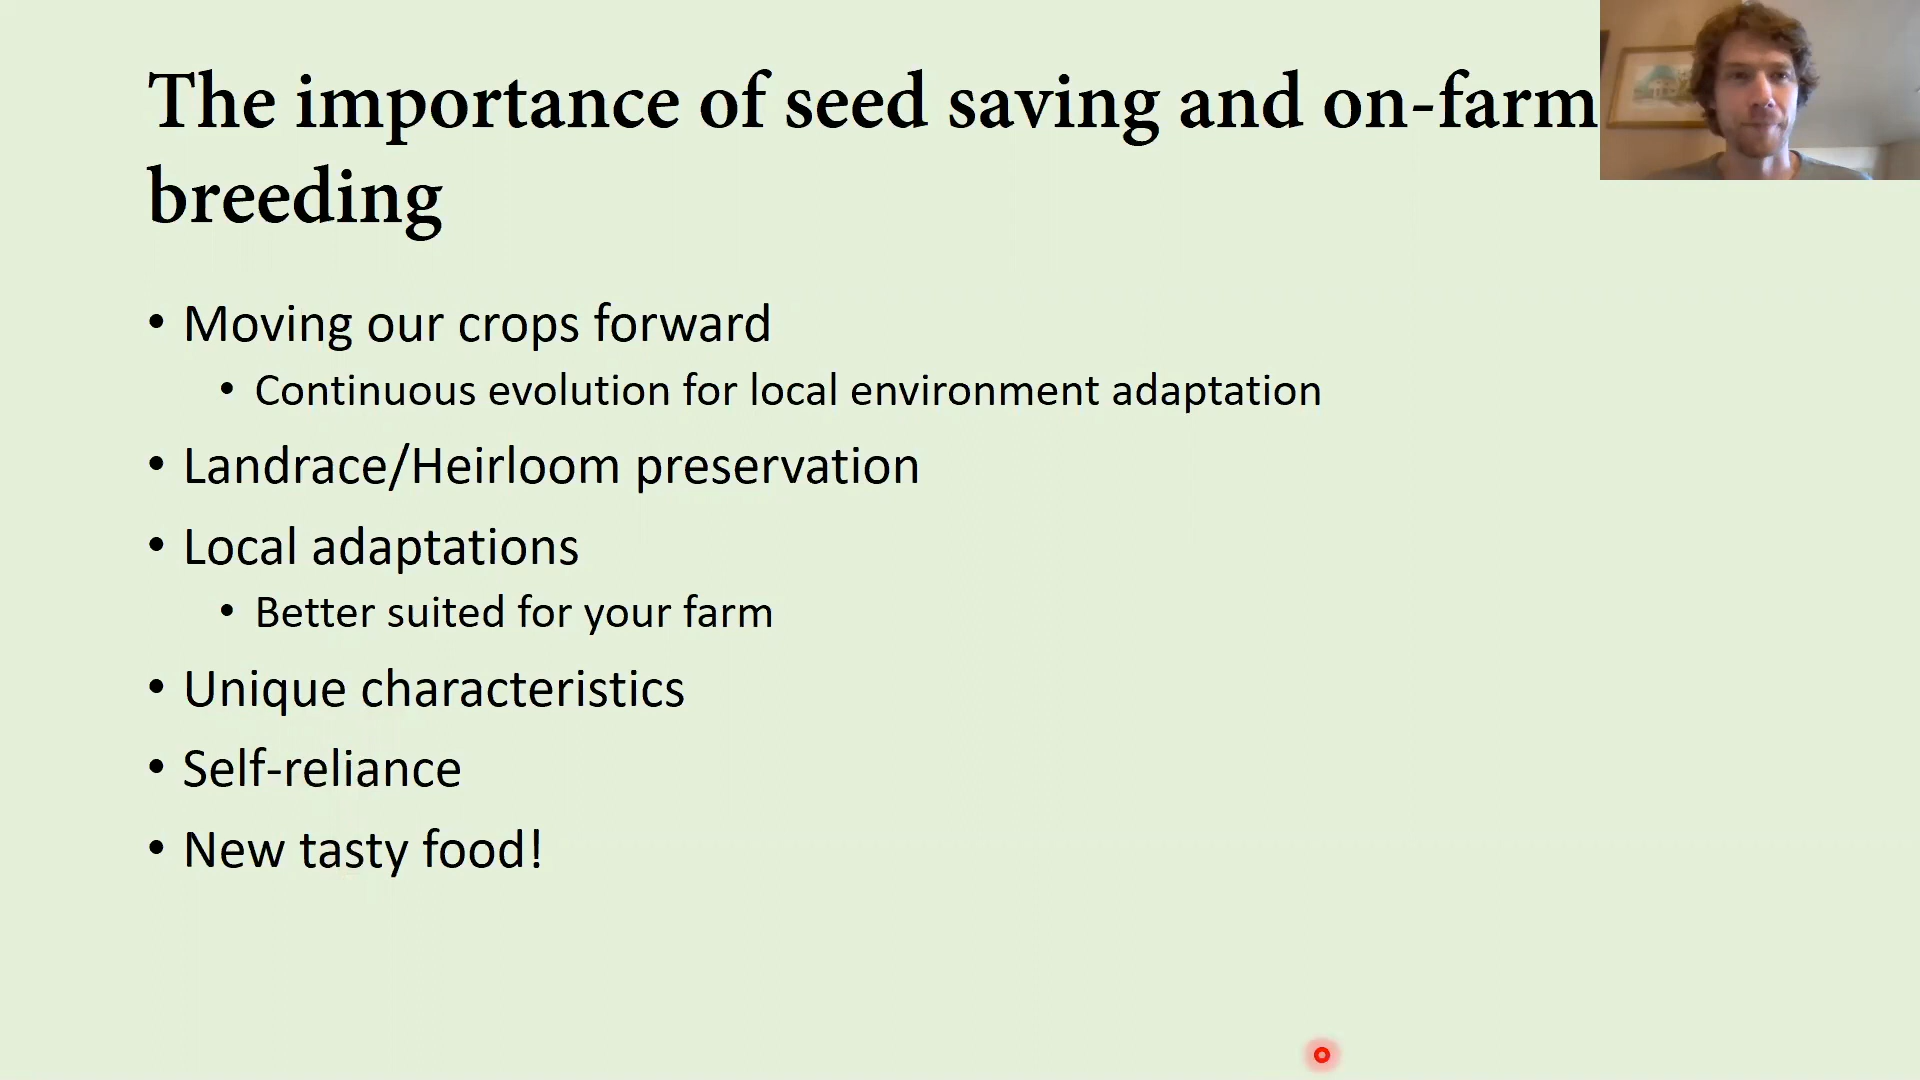 The importance of seed saving and on-farm
breeding
• Moving our crops forward
• Continuous evolution for local environment adaptation
• Landrace/Heirloom preservation
• Local adaptations
• Better suited for your farm
• Unique characteristics
• Self-reliance
• New tasty food!